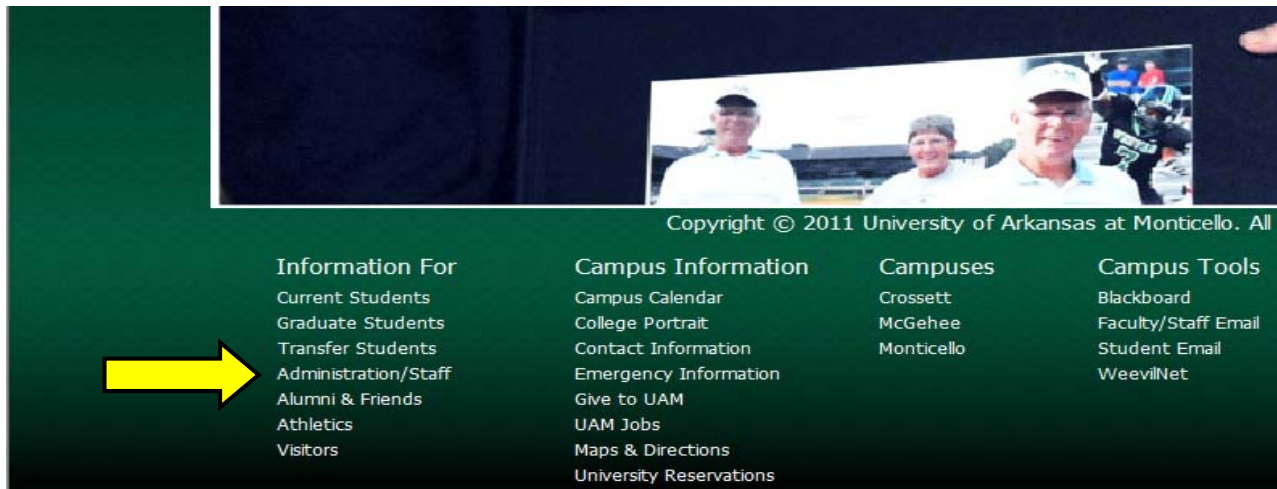 Copyright © 2011 University of Arkansas at Monticello. All
Information For
Current Students
Graduate Students
Transfer Students
Administration/Staff
Alumni & Friends
Athletics
Visitors
Campus Information
Campus Calendar
College Portrait
Contact Information
Emergency Information
Give to UAM
UAM Jobs
Maps & Directions
University Reservations
Campuses
Crossett
McGehee
Monticello
Campus Tools
Blackboard
Faculty/Staff Email
Student Email
WeevilNet